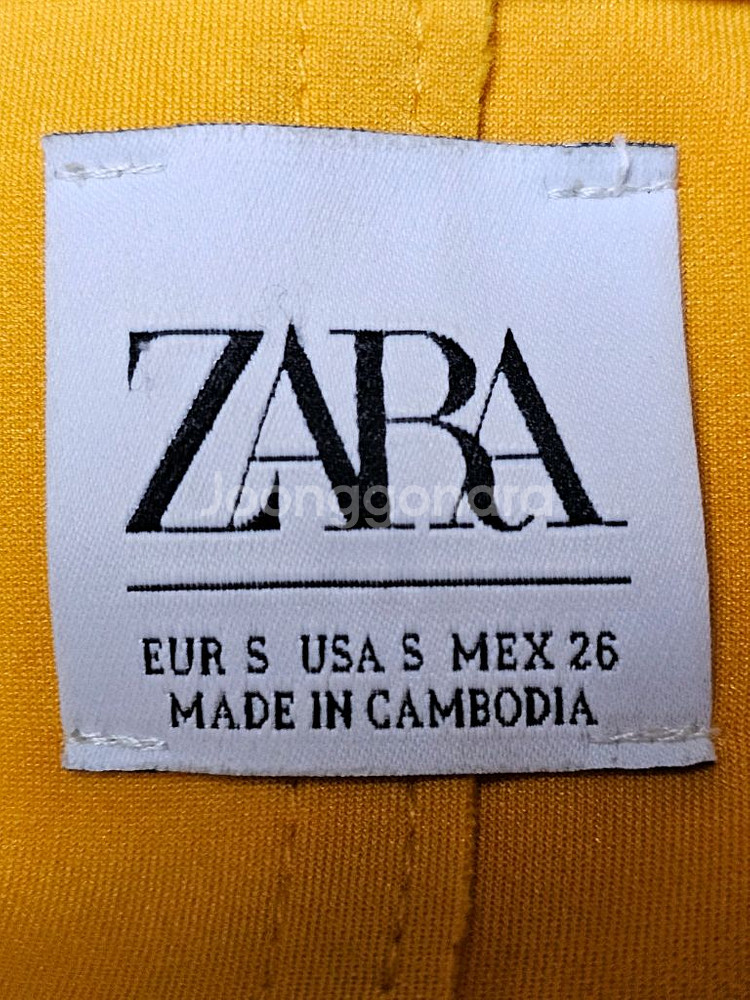 ZARA
Joonggonara
EUR S USA S MEX 26
MADE IN CAMBODIA